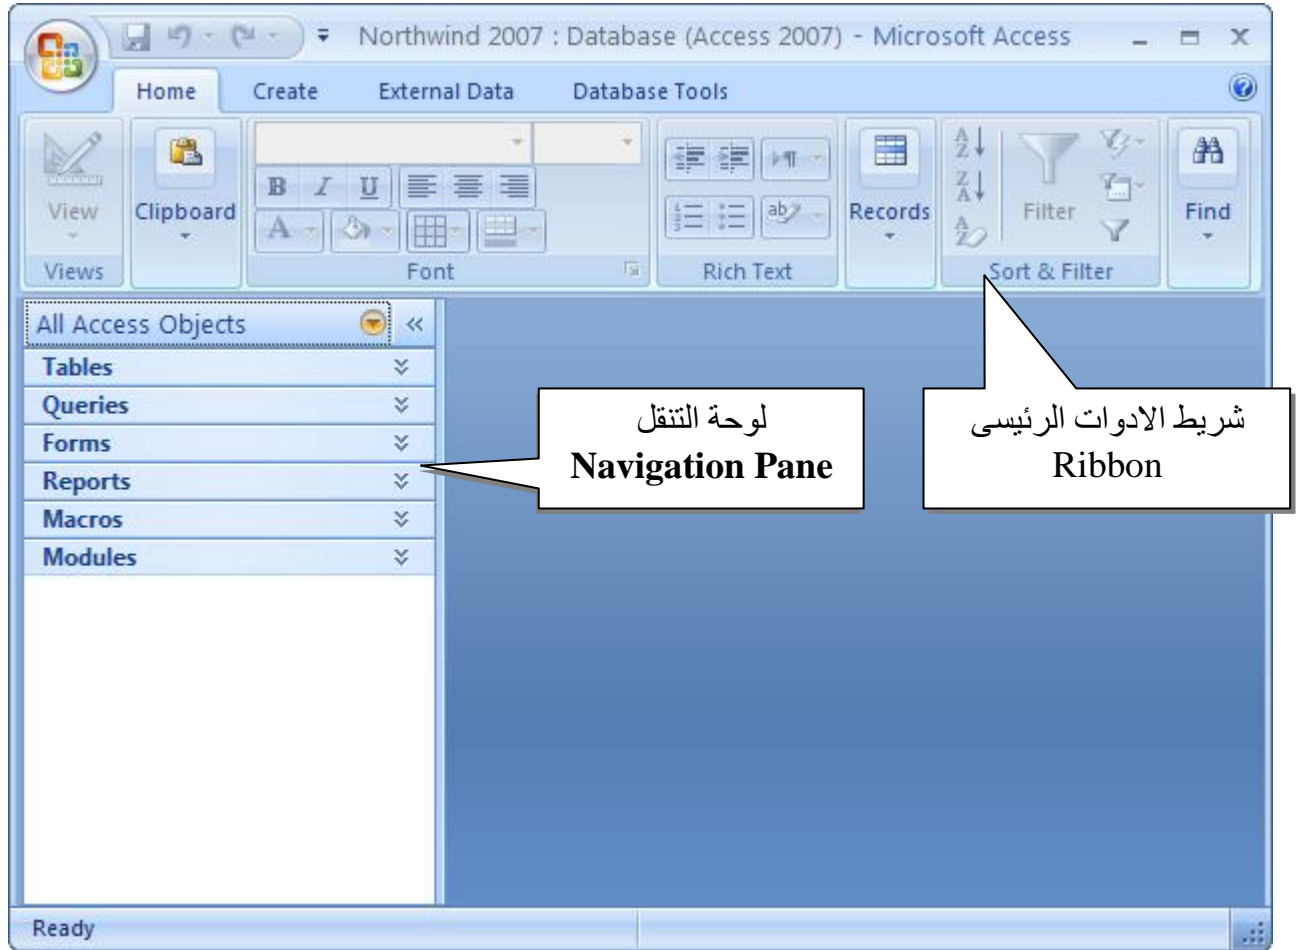 Northwind 2007 : Database (Access 2007) - Microsoft Access
Home Create External Data Database Tools
View
Clipboard
B I U
A
ab
Records
A Z
Z A
A Z
Filter
Find
Views
Font
Rich Text
Sort & Filter
All Access Objects
Tables
Queries
Forms
Reports
Macros
Modules
لوحة التنقل
Navigation Pane
شريط الادوات الرئيسى
Ribbon
Ready